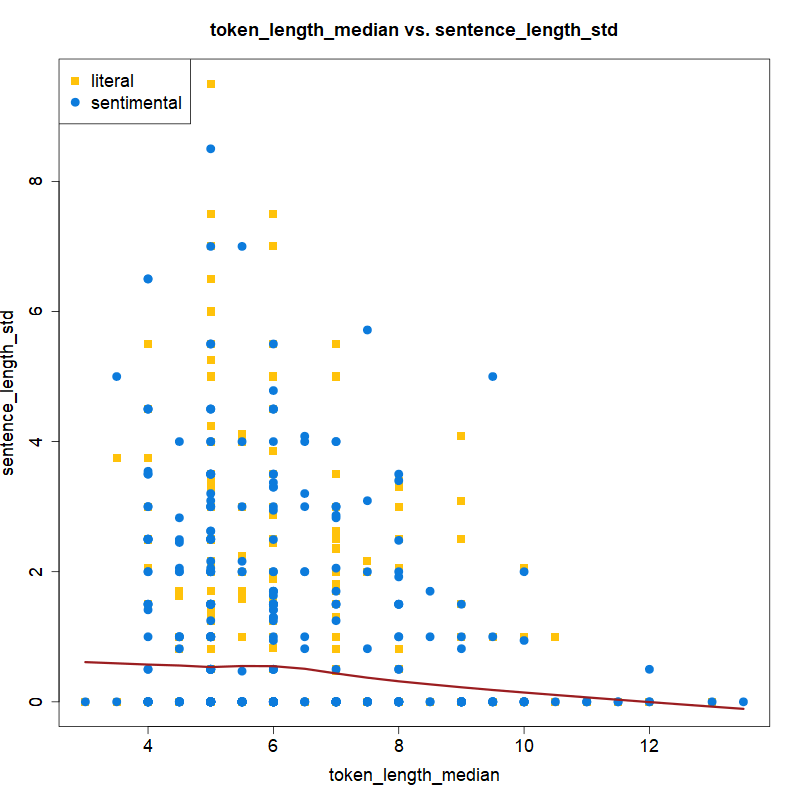 token_length_median vs. sentence_length_std
literal
sentimental
8
6
4
2
0
sentence_length_std
4 6 8 10 12
token_length_median